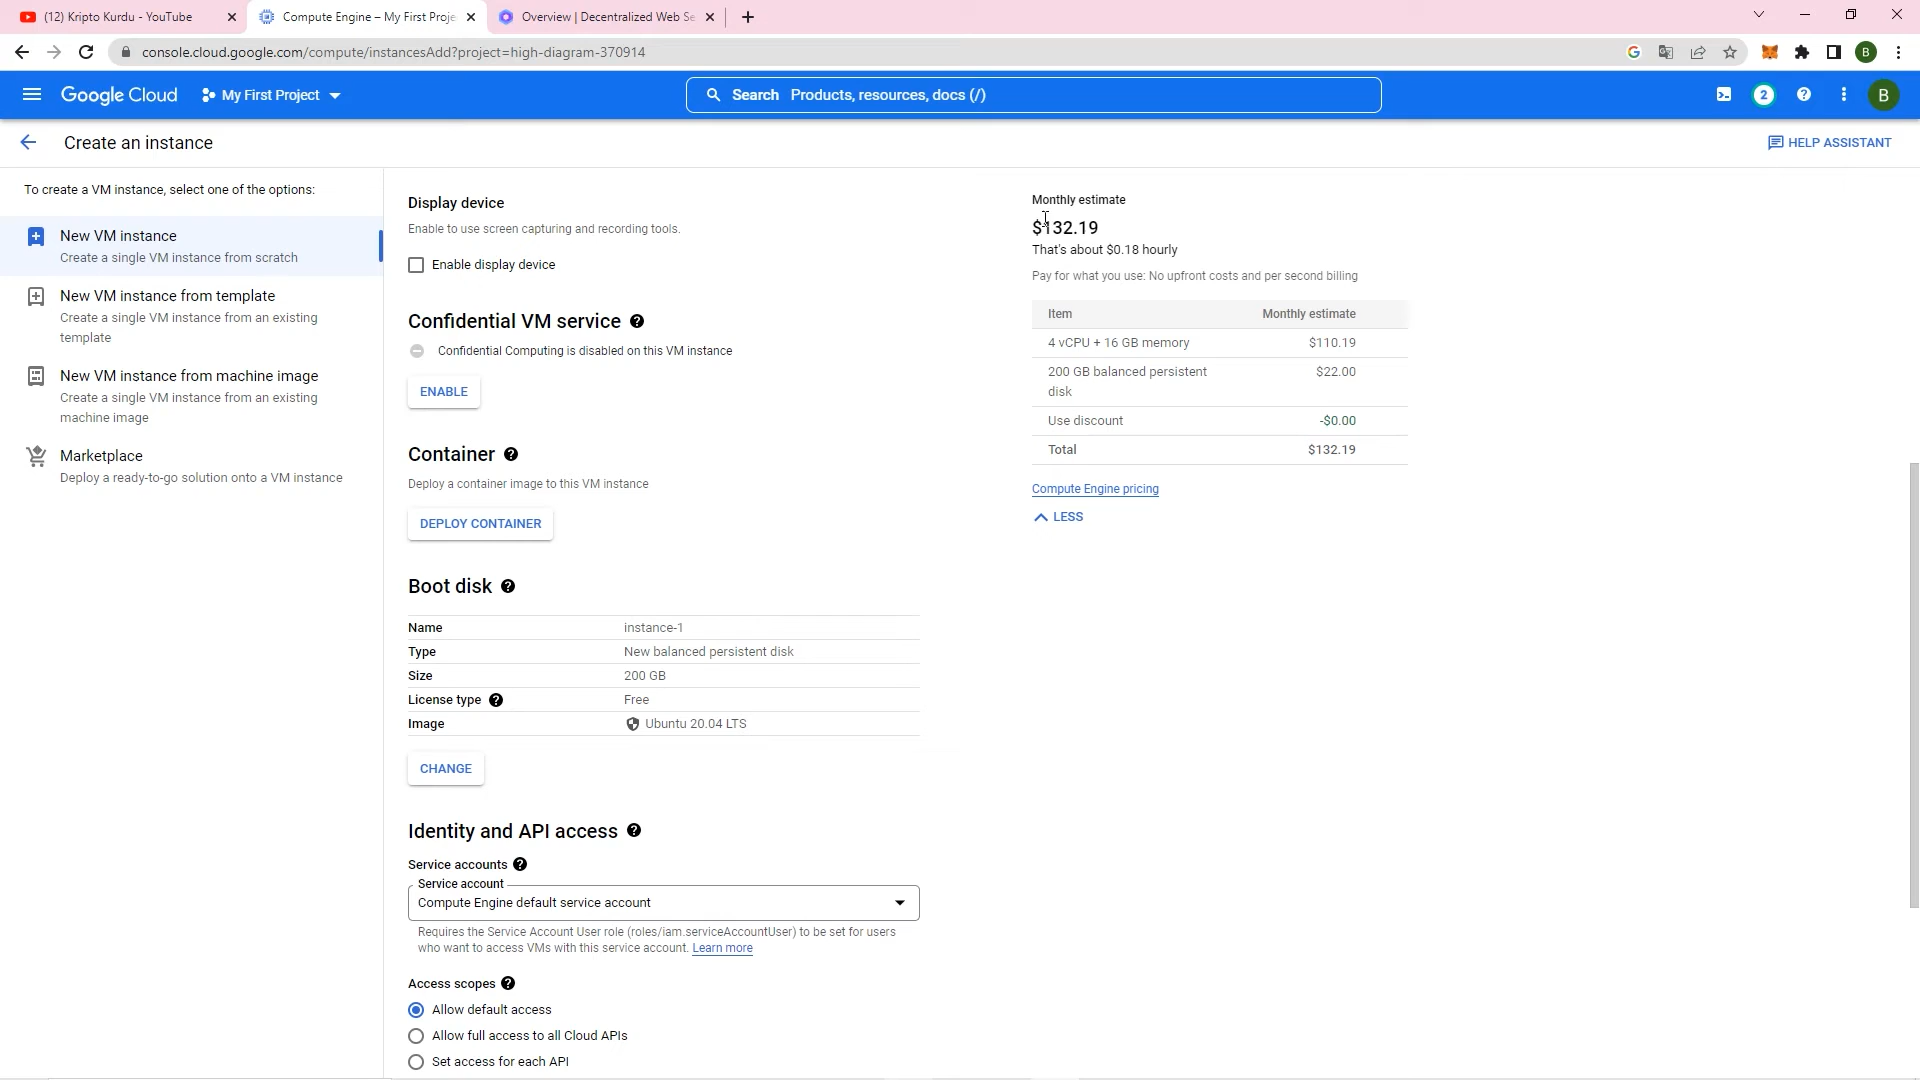 (12) Kripto Kurdu - YouTube
Compute Engine – My First Proje
Overview | Decentralized Web Se
console.cloud.google.com/compute/instancesAdd?project=high-diagram-370914
B
Google Cloud
My First Project
Search Products, resources, docs (/)
2
B
Create an instance
HELP ASSISTANT
To create a VM instance, select one of the options:
New VM instance
Create a single VM instance from scratch
New VM instance from template
Create a single VM instance from an existing
template
New VM instance from machine image
Create a single VM instance from an existing
machine image
Marketplace
Deploy a ready-to-go solution onto a VM instance
Display device
Enable to use screen capturing and recording tools.
Enable display device
Confidential VM service
Confidential Computing is disabled on this VM instance
ENABLE
Container
Deploy a container image to this VM instance
DEPLOY CONTAINER
Boot disk
Name instance-1
Type New balanced persistent disk
Size 200 GB
License type Free
Image Ubuntu 20.04 LTS
CHANGE
Identity and API access
Service accounts
Service account
Compute Engine default service account
Requires the Service Account User role (roles/iam.serviceAccountUser) to be set for users
who want to access VMs with this service account. Learn more
Access scopes
Allow default access
Allow full access to all Cloud APIs
Set access for each API
Monthly estimate
$132.19
That's about $0.18 hourly
Pay for what you use: No upfront costs and per second billing
Item Monthly estimate
4 vCPU + 16 GB memory $110.19
200 GB balanced persistent $22.00
disk
Use discount -$0.00
Total $132.19
Compute Engine pricing
LESS